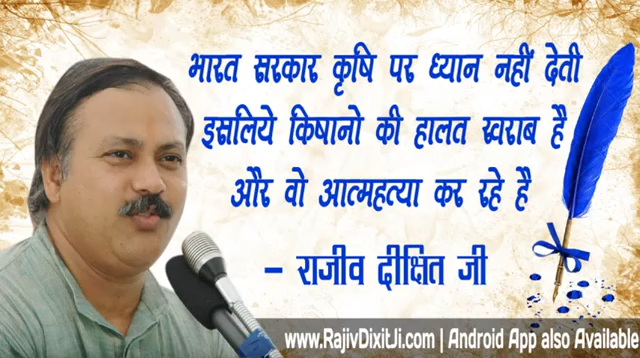 भारत सरकार कृषि पर ध्यान नहीं देती
इसलिये किषानो की हालत खराब है
और वो आत्महत्या कर रहे है
- राजीव दीक्षित जी
www.RajivDixitJi.com | Android App also Available